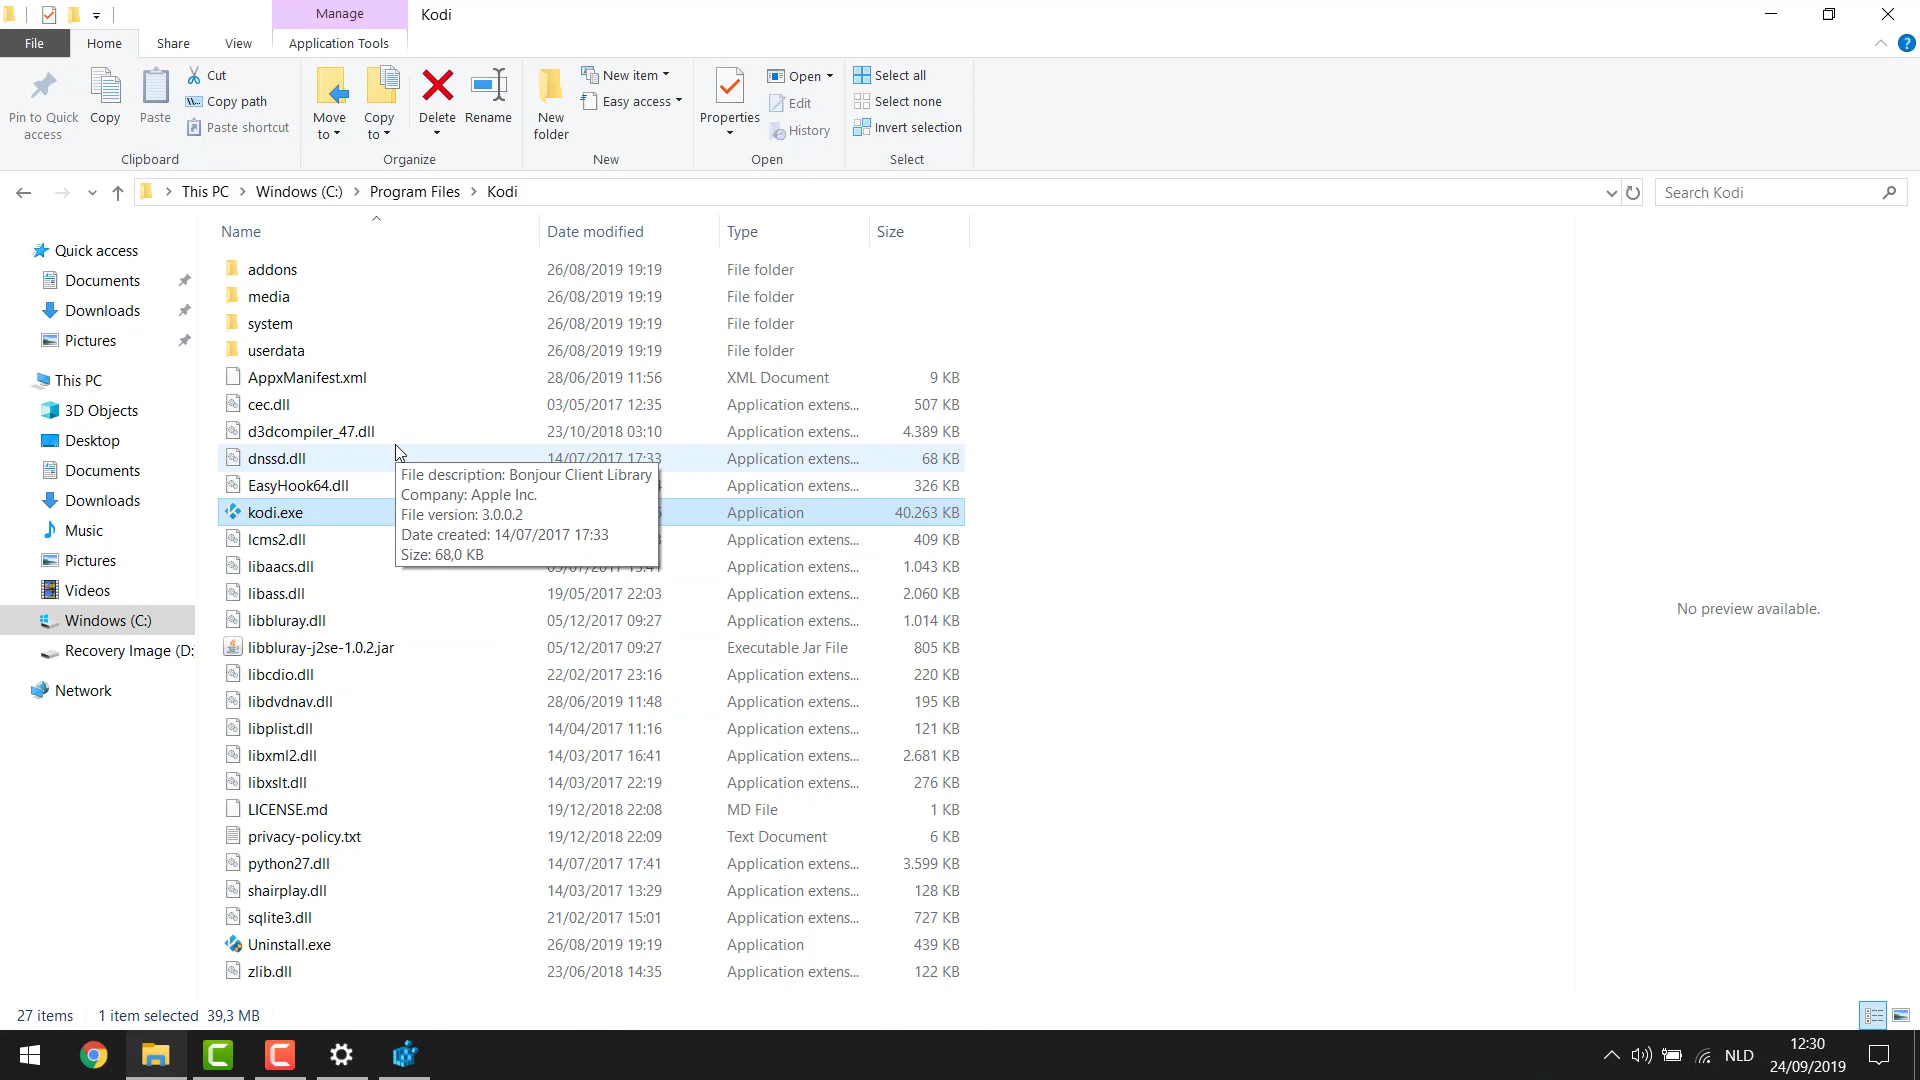 Manage
Kodi
File
Home
Share
View
Application Tools
Pin to Quick access
Copy
Paste
Cut
Copy path
Paste shortcut
Clipboard
Move to
Copy to
Delete
Rename
Organize
New folder
New item
Easy access
New
Properties
Open
Edit
History
Open
Select all
Select none
Invert selection
Select
This PC > Windows (C:) > Program Files > Kodi
Search Kodi
Quick access
Documents
Downloads
Pictures
This PC
3D Objects
Desktop
Documents
Downloads
Music
Pictures
Videos
Windows (C:)
Recovery Image (D:
Network
Name Date modified Type Size
addons 26/08/2019 19:19 File folder
media 26/08/2019 19:19 File folder
system 26/08/2019 19:19 File folder
userdata 26/08/2019 19:19 File folder
AppxManifest.xml 28/06/2019 11:56 XML Document 9 KB
cec.dll 03/05/2017 12:35 Application extens... 507 KB
d3dcompiler_47.dll 23/10/2018 03:10 Application extens... 4.389 KB
dnssd.dll 14/07/2017 17:33 Application extens... 68 KB
EasyHook64.dll Application extens... 326 KB
kodi.exe Application 40.263 KB
lcms2.dll Application extens... 409 KB
libaacs.dll Application extens... 1.043 KB
libass.dll 19/05/2017 22:03 Application extens... 2.060 KB
libbluray.dll 05/12/2017 09:27 Application extens... 1.014 KB
libbluray-j2se-1.0.2.jar 05/12/2017 09:27 Executable Jar File 805 KB
libcdio.dll 22/02/2017 23:16 Application extens... 220 KB
libdvdnav.dll 28/06/2019 11:48 Application extens... 195 KB
libplist.dll 14/04/2017 11:16 Application extens... 121 KB
libxml2.dll 14/03/2017 16:41 Application extens... 2.681 KB
libxslt.dll 14/03/2017 22:19 Application extens... 276 KB
LICENSE.md 19/12/2018 22:08 MD File 1 KB
privacy-policy.txt 19/12/2018 22:09 Text Document 6 KB
python27.dll 14/07/2017 17:41 Application extens... 3.599 KB
shairplay.dll 14/03/2017 13:29 Application extens... 128 KB
sqlite3.dll 21/02/2017 15:01 Application extens... 727 KB
Uninstall.exe 26/08/2019 19:19 Application 439 KB
zlib.dll 23/06/2018 14:35 Application extens... 122 KB
File description: Bonjour Client Library
Company: Apple Inc.
File version: 3.0.0.2
Date created: 14/07/2017 17:33
Size: 68,0 KB
No preview available.
27 items 1 item selected 39,3 MB
NLD
12:30
24/09/2019